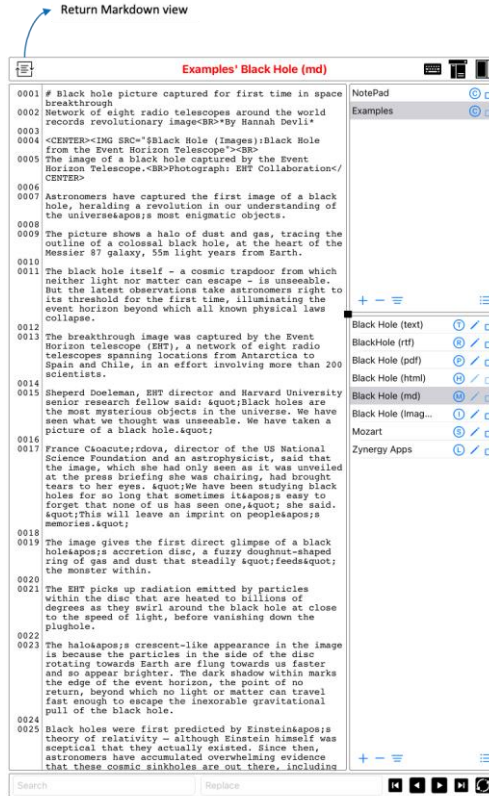 Return Markdown view
Examples' Black Hole (md)
0001 # Black hole picture captured for first time in space
breakthrough
0002 Network of eight radio telescopes around the world
records revolutionary image<BR>*By Hannah Devli*
0003
0004 <CENTER><IMG SRC="$Black Hole (Images):Black Hole
from the Event Horizon Telescope"><BR>
0005 The image of a black hole captured by the Event
Horizon Telescope.<BR>Photograph: EHT Collaboration</
CENTER>
0006
0007 Astronomers have captured the first image of a black
hole, heralding a revolution in our understanding of
the universe&apos;s most enigmatic objects.
0008
0009 The picture shows a halo of dust and gas, tracing the
outline of a colossal black hole, at the heart of the
Messier 87 galaxy, 55m light years from Earth.
0010
0011 The black hole itself – a cosmic trapdoor from which
neither light nor matter can escape – is unseeable.
But the latest observations take astronomers right to
its threshold for the first time, illuminating the
event horizon beyond which all known physical laws
collapse.
0012
0013 The breakthrough image was captured by the Event
Horizon telescope (EHT), a network of eight radio
telescopes spanning locations from Antarctica to
Spain and Chile, in an effort involving more than 200
scientists.
0014
0015 Sheperd Doeleman, EHT director and Harvard University
senior research fellow said: &quot;Black holes are
the most mysterious objects in the universe. We have
seen what we thought was unseeable. We have taken a
picture of a black hole.&quot;
0016
0017 France C&oacute;rdova, director of the US National
Science Foundation and an astrophysicist, said that
the image, which she had only seen as it was unveiled
at the press briefing she was chairing, had brought
tears to her eyes. &quot;We have been studying black
holes for so long that sometimes it&apos;s easy to
forget that none of us has seen one,&quot; she said.
&quot;This will leave an imprint on people&apos;s
memories.&quot;
0018
0019 The image gives the first direct glimpse of a black
hole&apos;s accretion disc, a fuzzy doughnut-shaped
ring of gas and dust that steadily &quot;feeds&quot;
the monster within.
0020
0021 The EHT picks up radiation emitted by particles
within the disc that are heated to billions of
degrees as they swirl around the black hole at close
to the speed of light, before vanishing down the
plughole.
0022
0023 The halo&apos;s crescent-like appearance in the image
is because the particles in the side of the disc
rotating towards Earth are flung towards us faster
and so appear brighter. The dark shadow within marks
the edge of the event horizon, the point of no
return, beyond which no light or matter can travel
fast enough to escape the inexorable gravitational
pull of the black hole.
0024
0025 Black holes were first predicted by Einstein&apos;s
theory of relativity – although Einstein himself was
sceptical that they actually existed. Since then,
astronomers have accumulated overwhelming evidence
that these cosmic sinkholes are out there, including
NotePad C
Examples C
Black Hole (text) T
BlackHole (rtf) R
Black Hole (pdf) P
Black Hole (html) H
Black Hole (md) M
Black Hole (Imag... I
Mozart S
Zynergy Apps L
Search
Replace